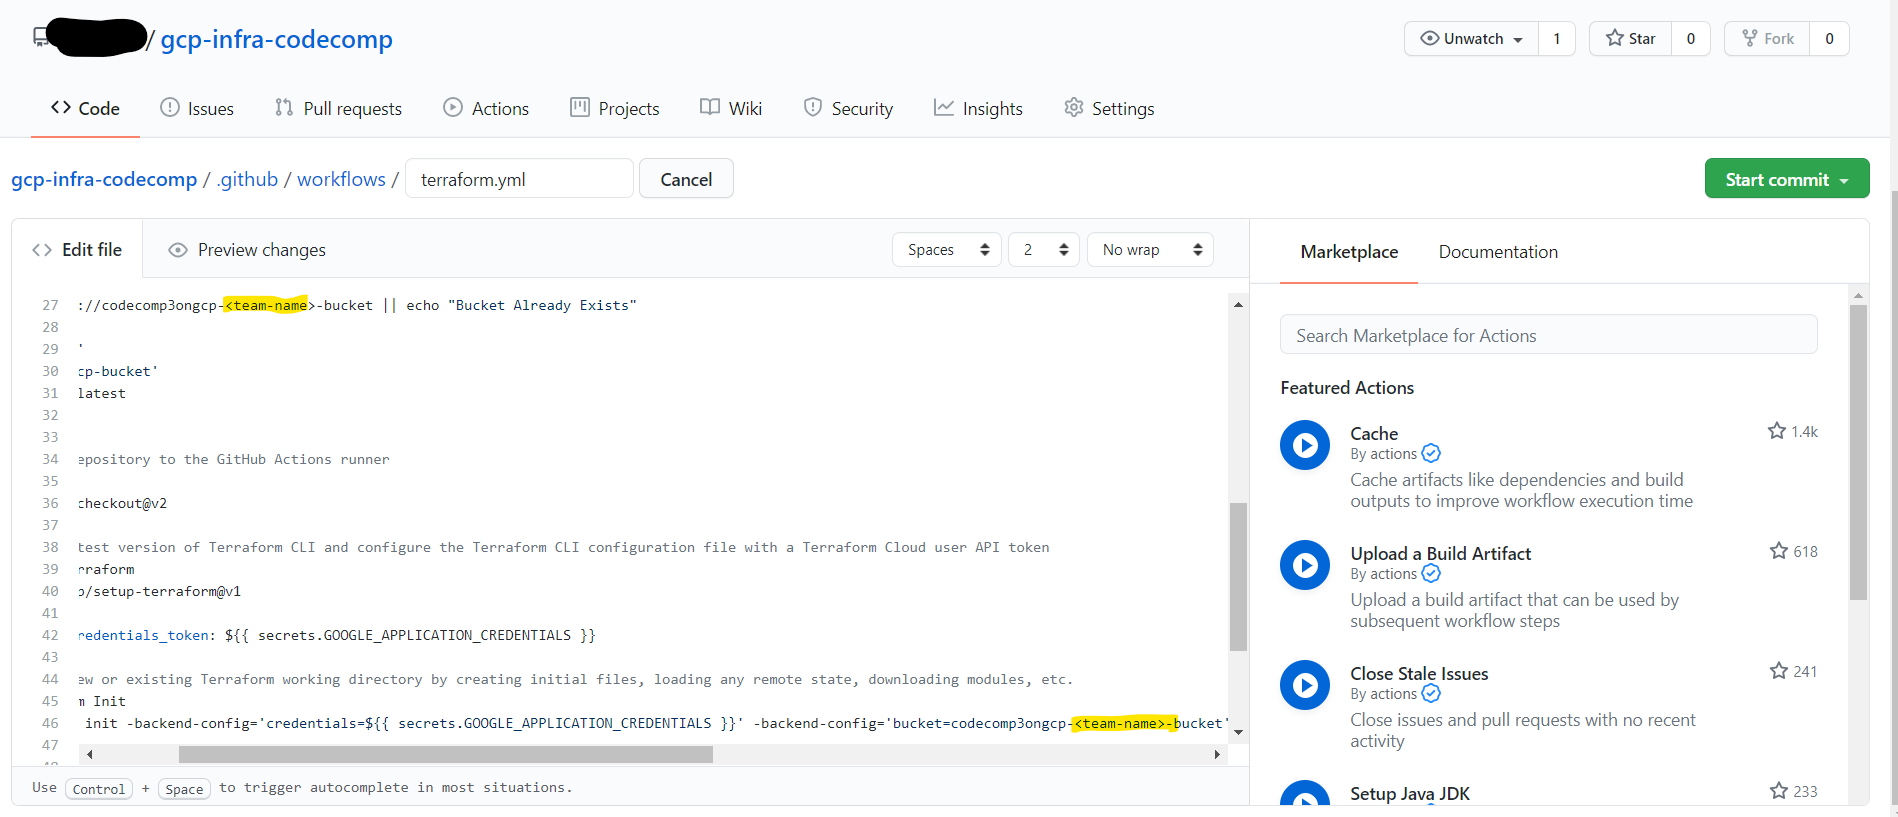 / gcp-infra-codecomp
Unwatch 1 Star 0 Fork 0
Code Issues Pull requests Actions Projects Wiki Security Insights Settings
gcp-infra-codecomp / .github / workflows / terraform.yml Cancel Start commit
Edit file Preview changes Spaces 2 No wrap
27 ://codecomp3ongcp-<team-name>-bucket || echo "Bucket Already Exists"
28
29 '
30 cp-bucket'
31 latest
32
33
34 epository to the GitHub Actions runner
35
36 checkout@v2
37
38 test version of Terraform CLI and configure the Terraform CLI configuration file with a Terraform Cloud user API token
39 rraform
40 p/setup-terraform@v1
41
42 redentials_token: ${{ secrets.GOOGLE_APPLICATION_CREDENTIALS }}
43
44 ew or existing Terraform working directory by creating initial files, loading any remote state, downloading modules, etc.
45 m Init
46 init -backend-config='credentials=${{ secrets.GOOGLE_APPLICATION_CREDENTIALS }}' -backend-config='bucket=codecomp3ongcp-<team-name>-bucket'
47
Use Control + Space to trigger autocomplete in most situations.
Marketplace Documentation
Search Marketplace for Actions
Featured Actions
Cache 1.4k
By actions
Cache artifacts like dependencies and build
outputs to improve workflow execution time
Upload a Build Artifact 618
By actions
Upload a build artifact that can be used by
subsequent workflow steps
Close Stale Issues 241
By actions
Close issues and pull requests with no recent
activity
Setup Java JDK 233